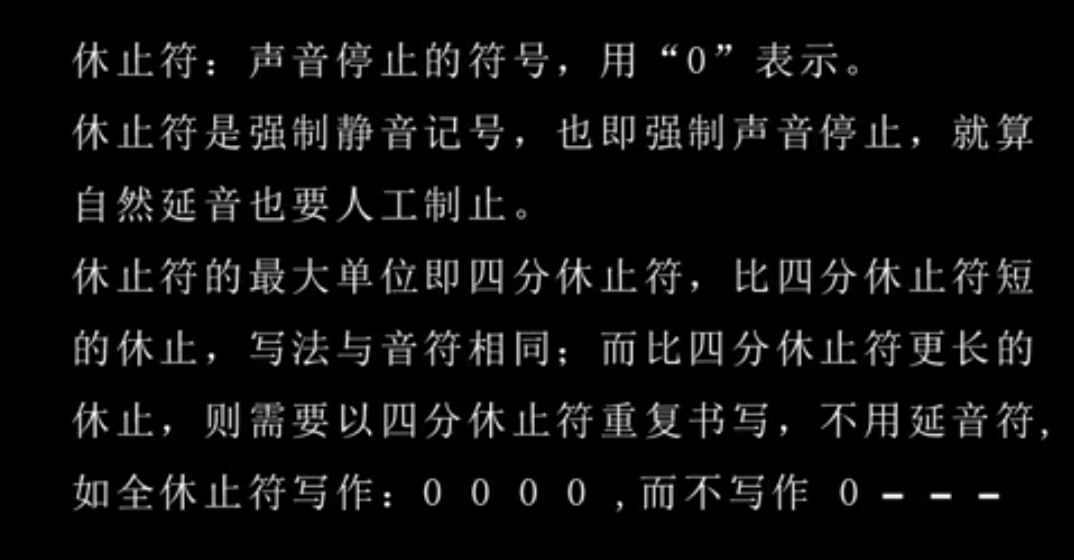 休止符：声音停止的符号，用“0”表示。
休止符是强制静音记号，也即强制声音停止，就算
自然延音也要人工制止。
休止符的最大单位即四分休止符，比四分休止符短
的休止，写法与音符相同；而比四分休止符更长的
休止，则需要以四分休止符重复书写，不用延音符,
如全休止符写作：0 0 0 0 ,而不写作 0 - - -